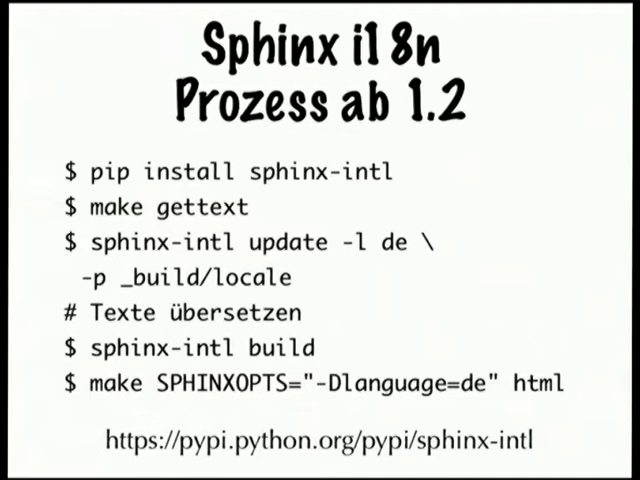 Sphinx i18n
Prozess ab 1.2
$ pip install sphinx-intl
$ make gettext
$ sphinx-intl update -l de \
-p _build/locale
# Texte übersetzen
$ sphinx-intl build
$ make SPHINXOPTS="-Dlanguage=de" html
https://pypi.python.org/pypi/sphinx-intl